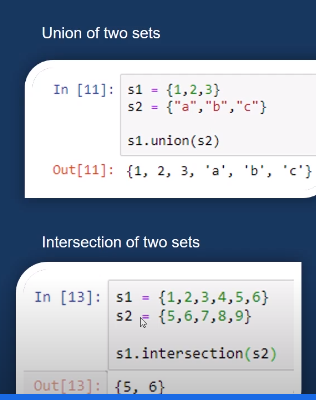 Union of two sets
In [11]: s1 = {1,2,3}
s2 = {"a","b","c"}
s1.union(s2)
Out[11]: {1, 2, 3, 'a', 'b', 'c'}
Intersection of two sets
In [13]: s1 = {1,2,3,4,5,6}
s2 = {5,6,7,8,9}
s1.intersection(s2)
Out[13]: {5, 6}